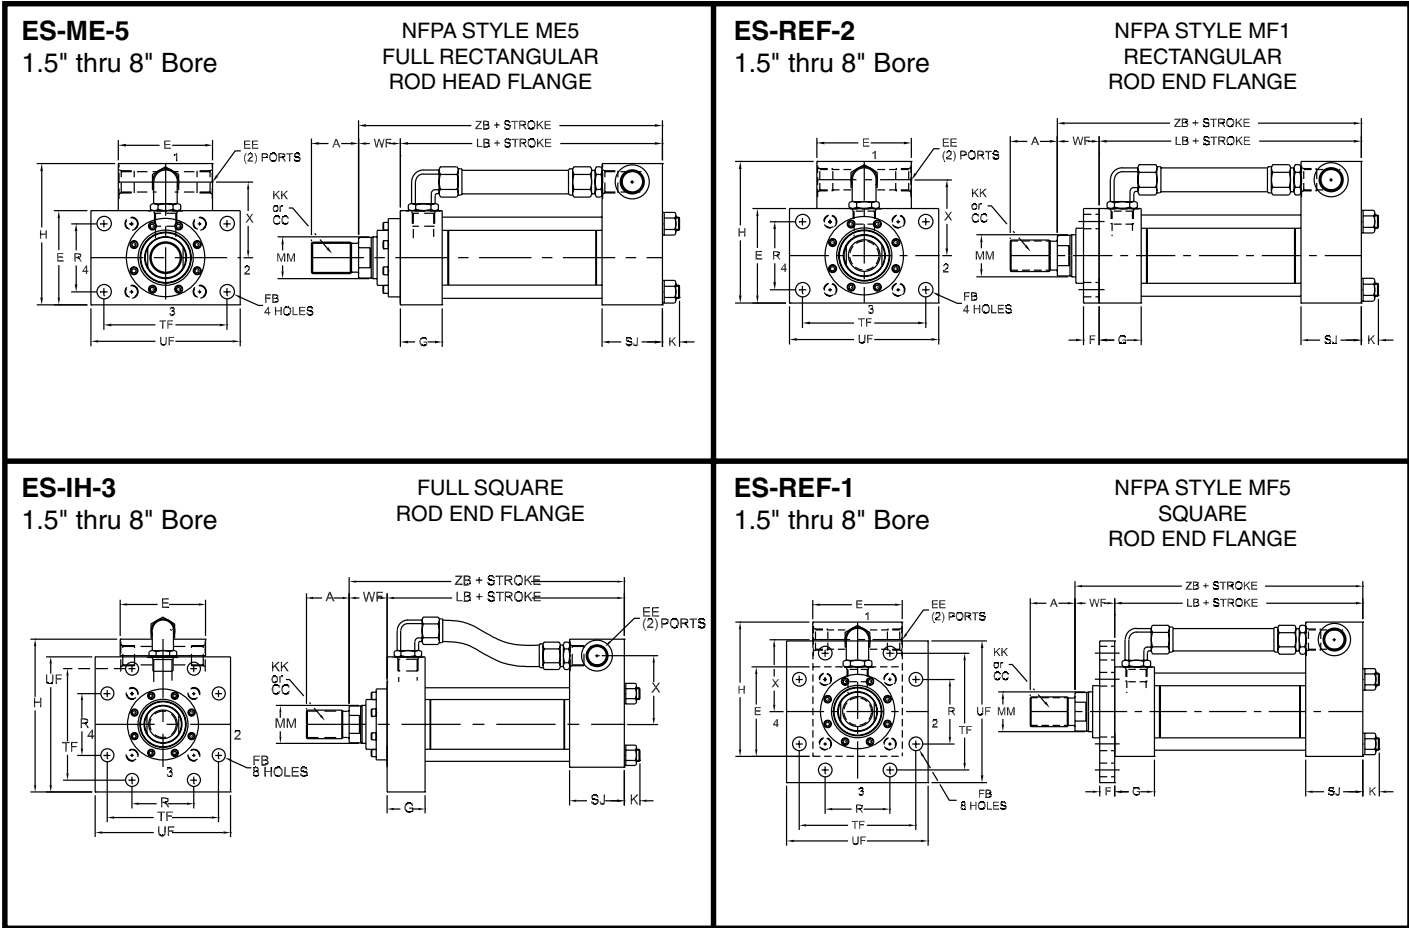 ES-ME-5
1.5" thru 8" Bore
NFPA STYLE ME5
FULL RECTANGULAR
ROD HEAD FLANGE
ZB + STROKE
E
A
WF
LB + STROKE
1
EE
(2) PORTS
KK
or
CC
X
H
E
R
4
MM
2
3
FB
4 HOLES
TF
UF
G
SJ
K
ES-REF-2
1.5" thru 8" Bore
NFPA STYLE MF1
RECTANGULAR
ROD END FLANGE
ZB + STROKE
E
A
WF
LB + STROKE
1
EE
(2) PORTS
KK
or
CC
X
H
E
R
4
MM
2
3
FB
4 HOLES
TF
UF
F
G
SJ
K
ES-IH-3
1.5" thru 8" Bore
FULL SQUARE
ROD END FLANGE
ZB + STROKE
E
A
WF
LB + STROKE
EE
(2) PORTS
KK
or
CC
UF
H
X
R
4
MM
2
TF
3
FB
8 HOLES
R
TF
UF
G
SJ
K
ES-REF-1
1.5" thru 8" Bore
NFPA STYLE MF5
SQUARE
ROD END FLANGE
ZB + STROKE
E
A
WF
LB + STROKE
1
EE
(2) PORTS
KK
or
CC
X
H
E
4
2
R
TF
UF
MM
3
FB
8 HOLES
R
TF
UF
F
G
SJ
K